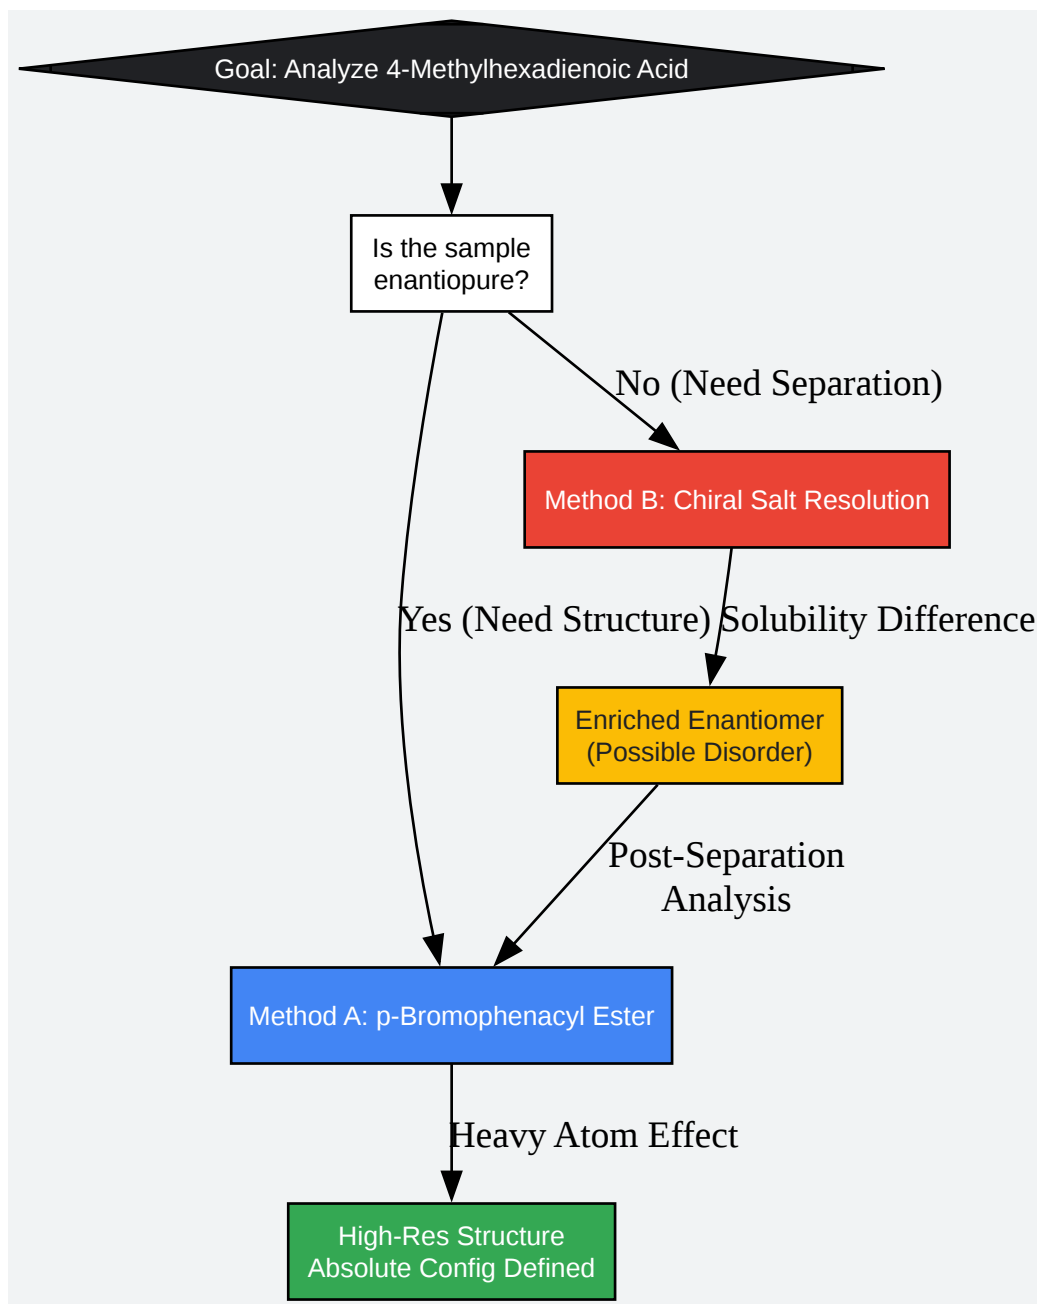 Goal: Analyze 4-Methylhexadienoic Acid
Is the sample
enantiopure?
No (Need Separation)
Method B: Chiral Salt Resolution
Yes (Need Structure)
Solubility Difference
Enriched Enantiomer
(Possible Disorder)
Post-Separation
Analysis
Method A: p-Bromophenacyl Ester
Heavy Atom Effect
High-Res Structure
Absolute Config Defined